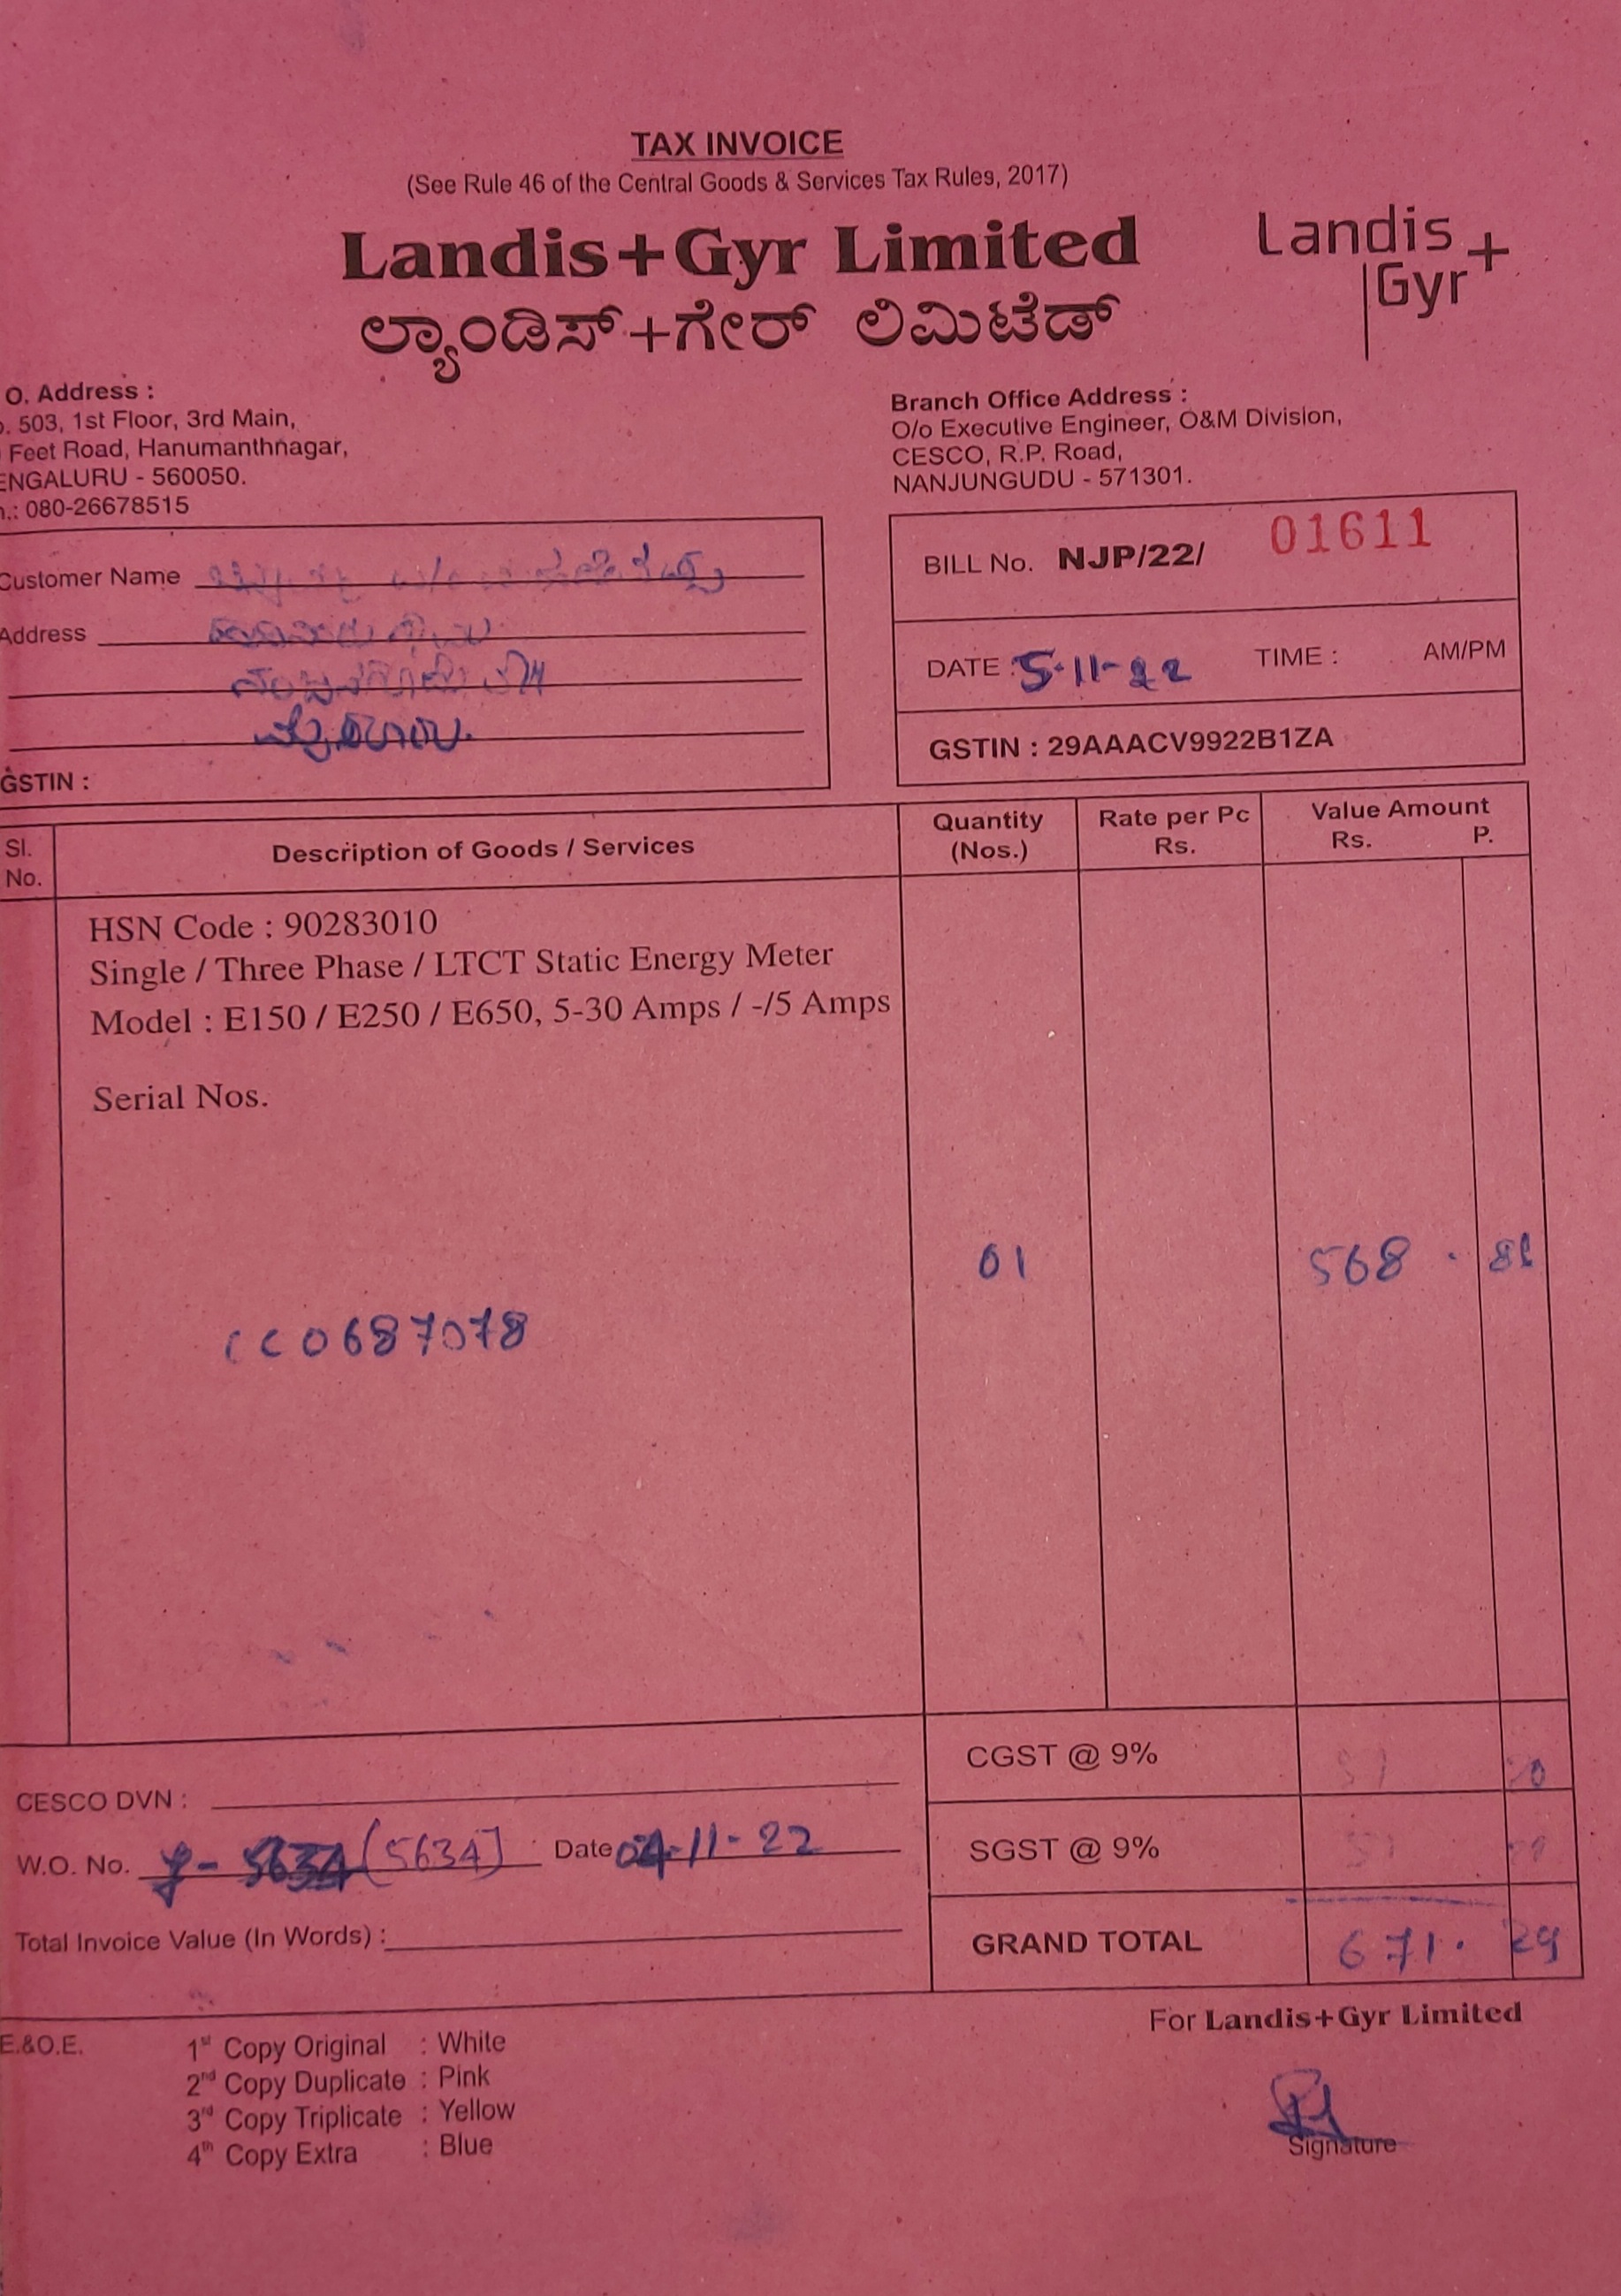 TAX INVOICE
(See Rule 46 of the Central Goods & Services Tax Rules, 2017)
Landis+Gyr Limited
Landis+
Gyr
ಲ್ಯಾಂಡಿಸ್+ಗೇರ್ ಲಿಮಿಟೆಡ್
O. Address :
. 503, 1st Floor, 3rd Main,
Feet Road, Hanumanthnagar,
ENGALURU - 560050.
.: 080-26678515
Branch Office Address :
O/o Executive Engineer, O&M Division,
CESCO, R.P. Road,
NANJUNGUDU - 571301.
Customer Name
Address
GSTIN :
BILL No. NJP/22/ 01611
DATE : 5-11-22 TIME : AM/PM
GSTIN : 29AAACV9922B1ZA
Sl. No. Description of Goods / Services Quantity (Nos.) Rate per Pc Rs. Value Amount Rs. P.
HSN Code : 90283010
Single / Three Phase / LTCT Static Energy Meter
Model : E150 / E250 / E650, 5-30 Amps / -/5 Amps
Serial Nos.
01 568 .
CC0687078
CGST @ 9%
CESCO DVN :
W.O. No. 5634 (5634) Date 04-11-22
SGST @ 9%
Total Invoice Value (In Words) :
GRAND TOTAL 671. 29
For Landis+Gyr Limited
E.&O.E.
1st Copy Original : White
2nd Copy Duplicate : Pink
3rd Copy Triplicate : Yellow
4th Copy Extra : Blue
Signature